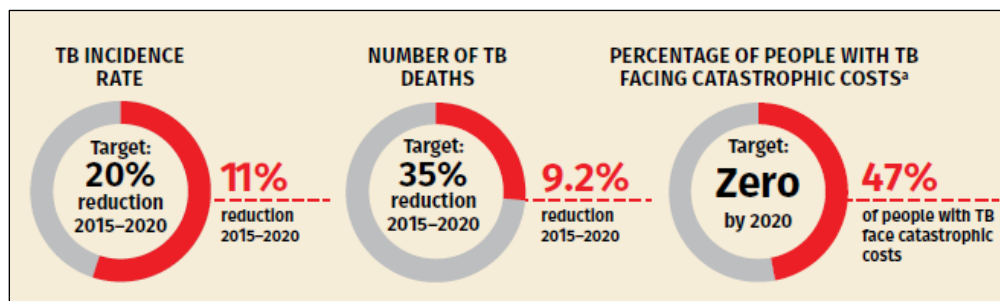 TB INCIDENCE
RATE
Target:
20%
reduction
2015–2020
11%
reduction
2015–2020
NUMBER OF TB
DEATHS
Target:
35%
reduction
2015–2020
9.2%
reduction
2015–2020
PERCENTAGE OF PEOPLE WITH TB
FACING CATASTROPHIC COSTSᵃ
Target:
Zero
by 2020
47%
of people with TB
face catastrophic
costs